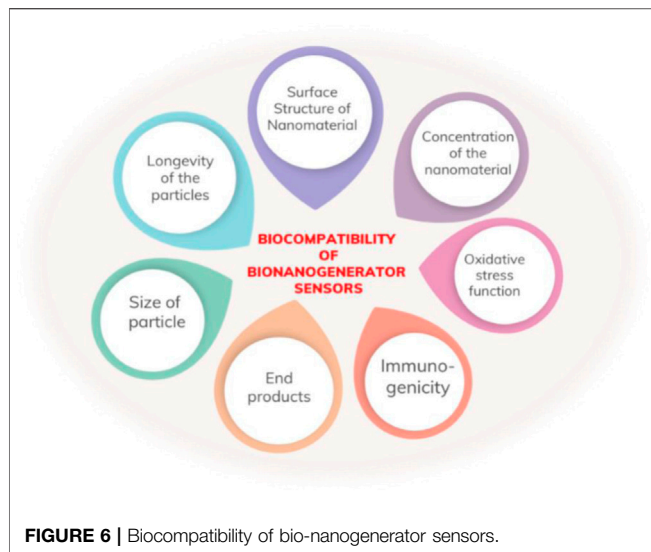 Surface
Structure of
Nanomaterial
Concentration
of the
nanomaterial
Oxidative
stress
function
Immuno-
genicity
End
products
Size of
particle
Longevity
of the
particles
BIOCOMPATIBILITY
OF
BIONANOGENERATOR
SENSORS
FIGURE 6 | Biocompatibility of bio-nanogenerator sensors.